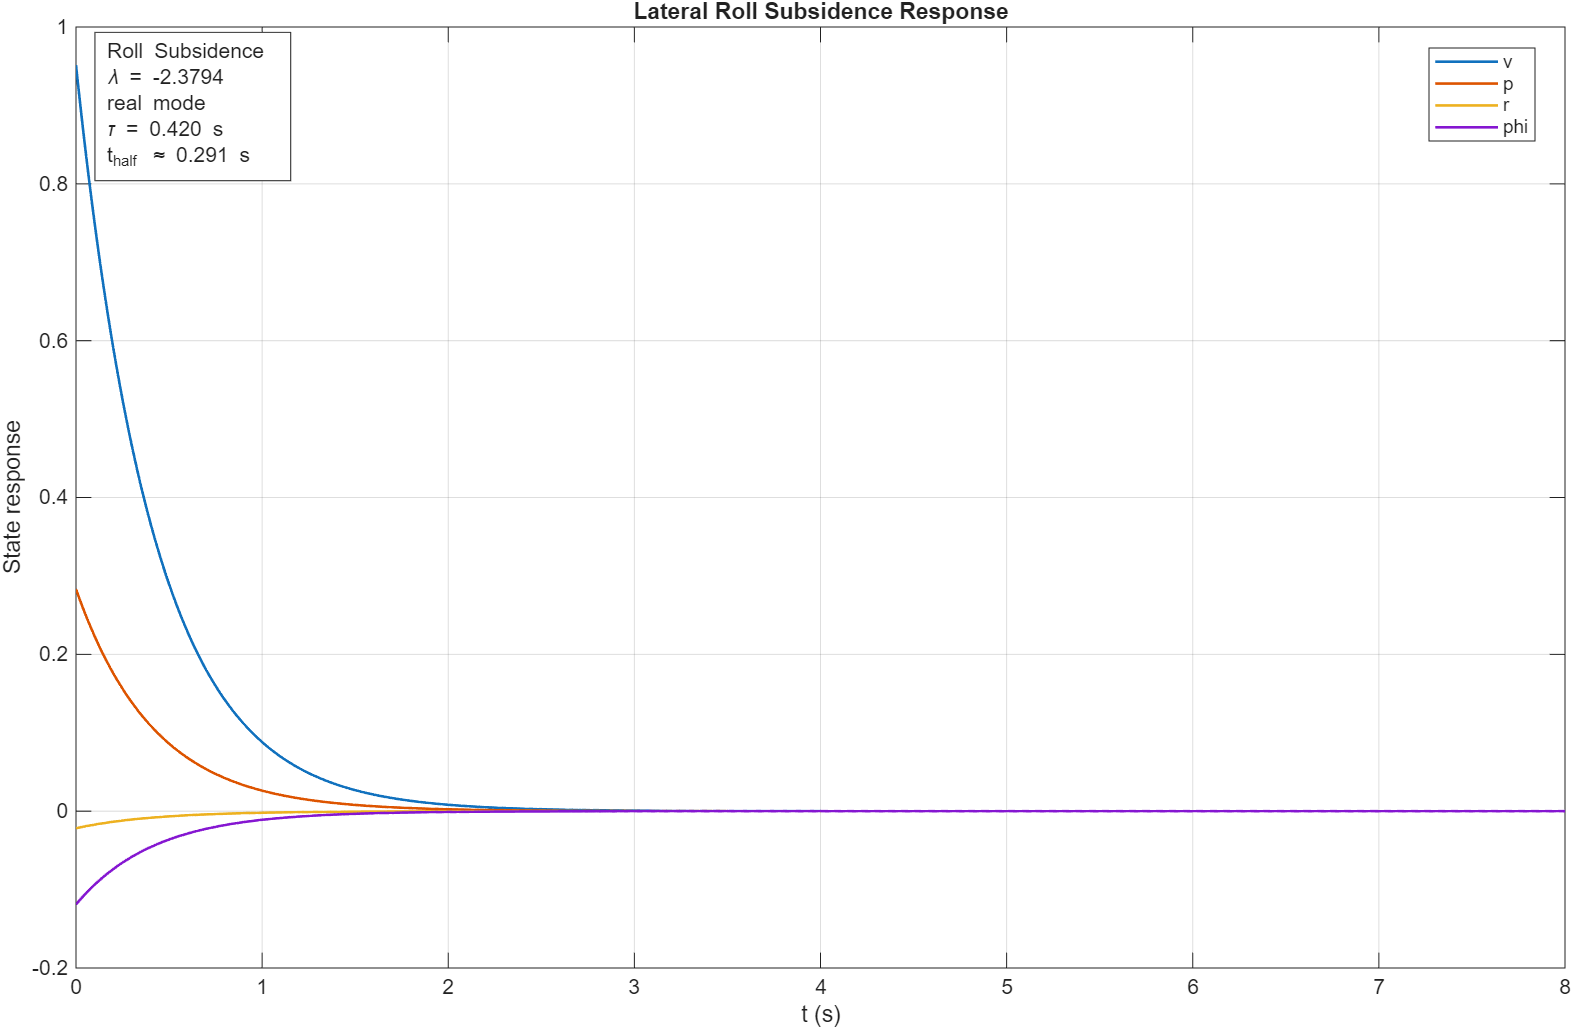 Lateral Roll Subsidence Response
Roll Subsidence
λ = -2.3794
real mode
τ = 0.420 s
thalf ≈ 0.291 s
v
p
r
phi
State response
1
0.8
0.6
0.4
0.2
0
-0.2
0 1 2 3 4 5 6 7 8
t (s)